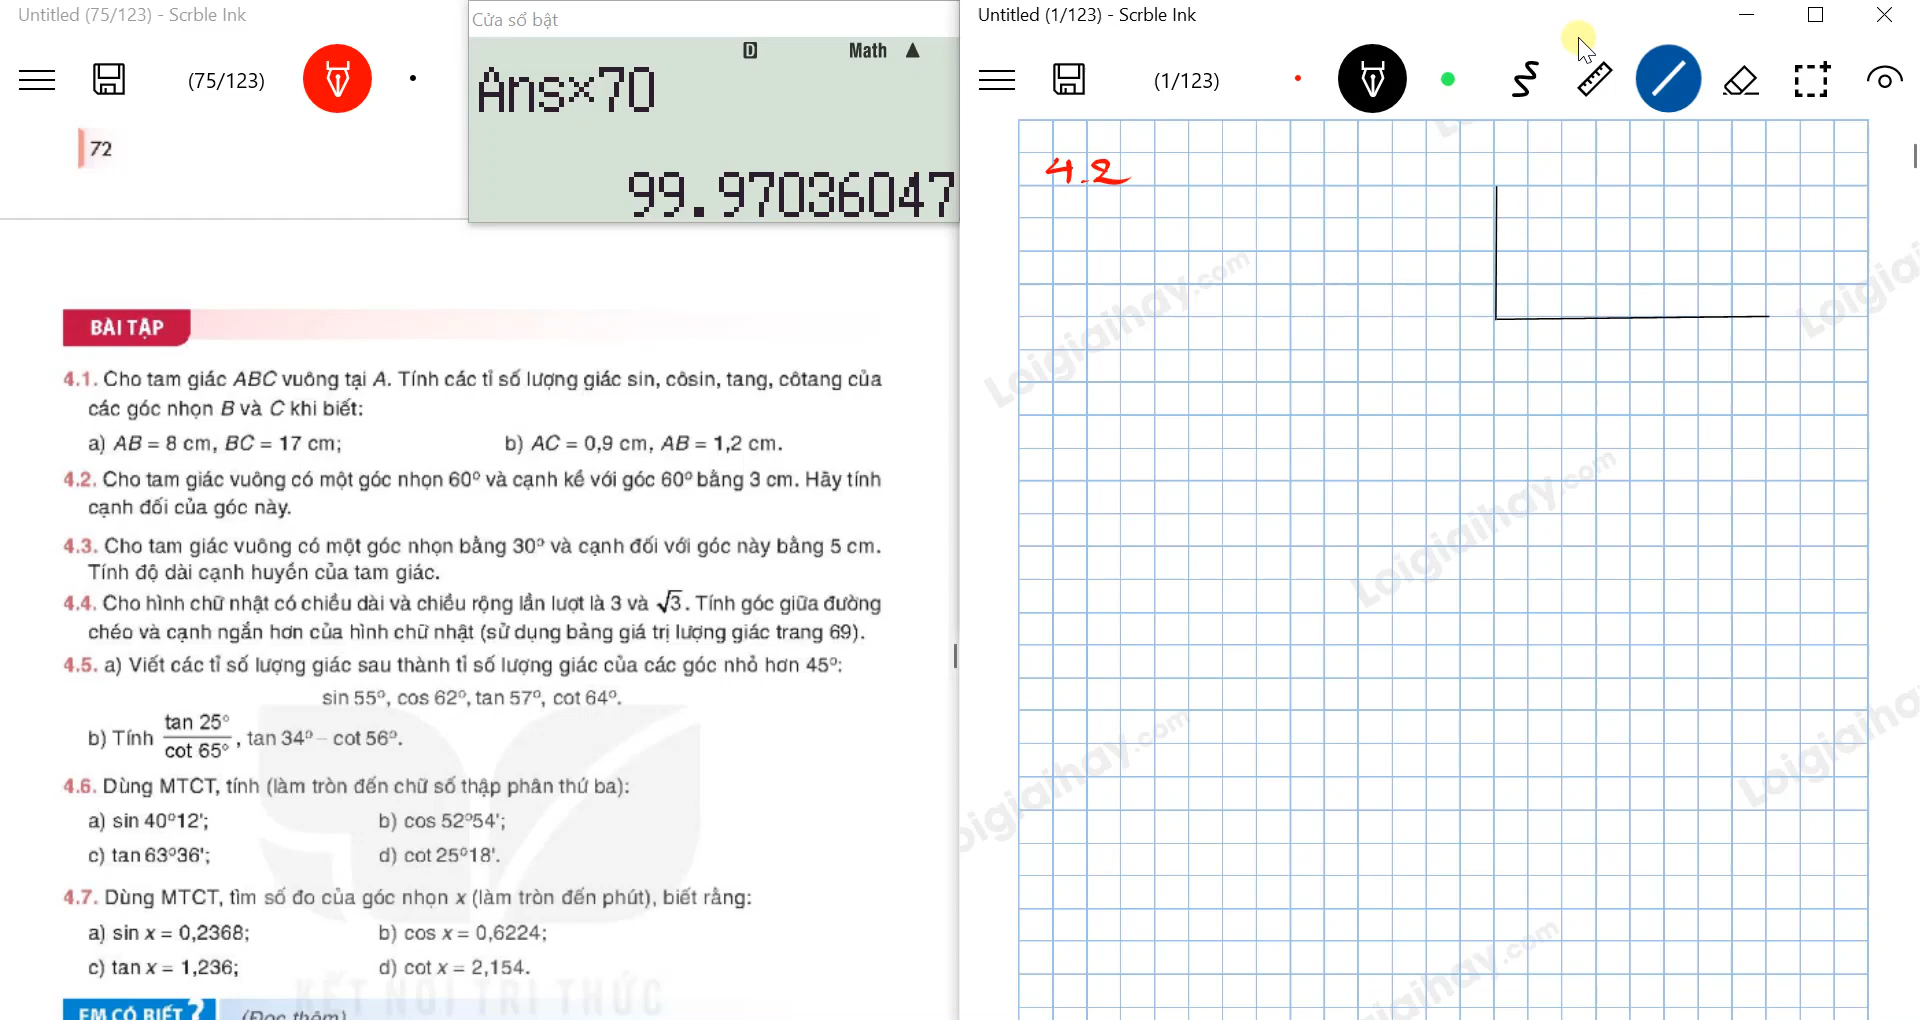 Untitled (75/123) - Scrble Ink
(75/123)
72
Cửa sổ bật
D Math ▲
Ans×70
99.97036047
Untitled (1/123) - Scrble Ink
(1/123)
4.2
BÀI TẬP
4.1. Cho tam giác ABC vuông tại A. Tính các tỉ số lượng giác sin, côsin, tang, côtang của
các góc nhọn B và C khi biết:
a) AB = 8 cm, BC = 17 cm;
b) AC = 0,9 cm, AB = 1,2 cm.
4.2. Cho tam giác vuông có một góc nhọn 60° và cạnh kề với góc 60° bằng 3 cm. Hãy tính
cạnh đối của góc này.
4.3. Cho tam giác vuông có một góc nhọn bằng 30° và cạnh đối với góc này bằng 5 cm.
Tính độ dài cạnh huyền của tam giác.
4.4. Cho hình chữ nhật có chiều dài và chiều rộng lần lượt là 3 và √3. Tính góc giữa đường
chéo và cạnh ngắn hơn của hình chữ nhật (sử dụng bảng giá trị lượng giác trang 69).
4.5. a) Viết các tỉ số lượng giác sau thành tỉ số lượng giác của các góc nhỏ hơn 45°:
sin 55°, cos 62°, tan 57°, cot 64°.
b) Tính tan 25° / cot 65°, tan 34° – cot 56°.
4.6. Dùng MTCT, tính (làm tròn đến chữ số thập phân thứ ba):
a) sin 40°12';
b) cos 52°54';
c) tan 63°36';
d) cot 25°18'.
4.7. Dùng MTCT, tìm số đo của góc nhọn x (làm tròn đến phút), biết rằng:
a) sin x = 0,2368;
b) cos x = 0,6224;
c) tan x = 1,236;
d) cot x = 2,154.
KẾT NỐI TRI THỨC
EM CÓ BIẾT ?
(Đọc thêm)
Loigiaihay.com
Loigiaihay.com
Loigiaihay.com